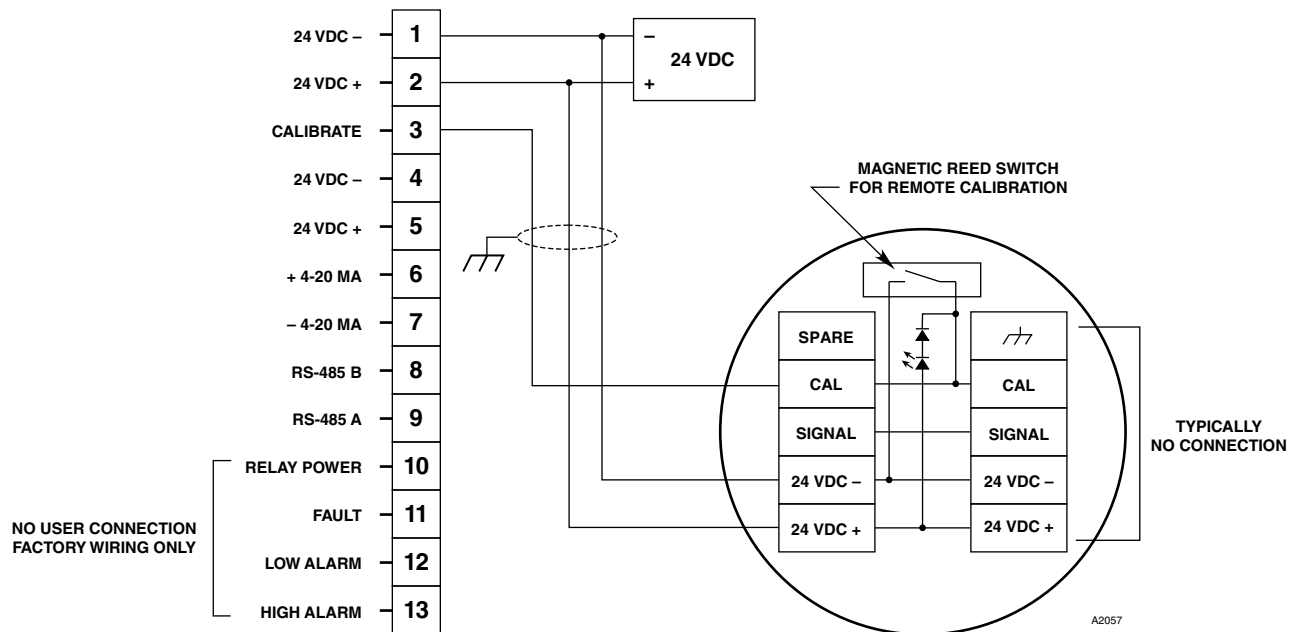 24 VDC –
1
24 VDC +
2
CALIBRATE
3
24 VDC –
4
24 VDC +
5
+ 4-20 MA
6
– 4-20 MA
7
RS-485 B
8
RS-485 A
9
RELAY POWER
10
FAULT
11
LOW ALARM
12
HIGH ALARM
13
NO USER CONNECTION
FACTORY WIRING ONLY
–
24 VDC
+
MAGNETIC REED SWITCH
FOR REMOTE CALIBRATION
SPARE
CAL
SIGNAL
24 VDC –
24 VDC +
CAL
SIGNAL
24 VDC –
24 VDC +
TYPICALLY
NO CONNECTION
A2057